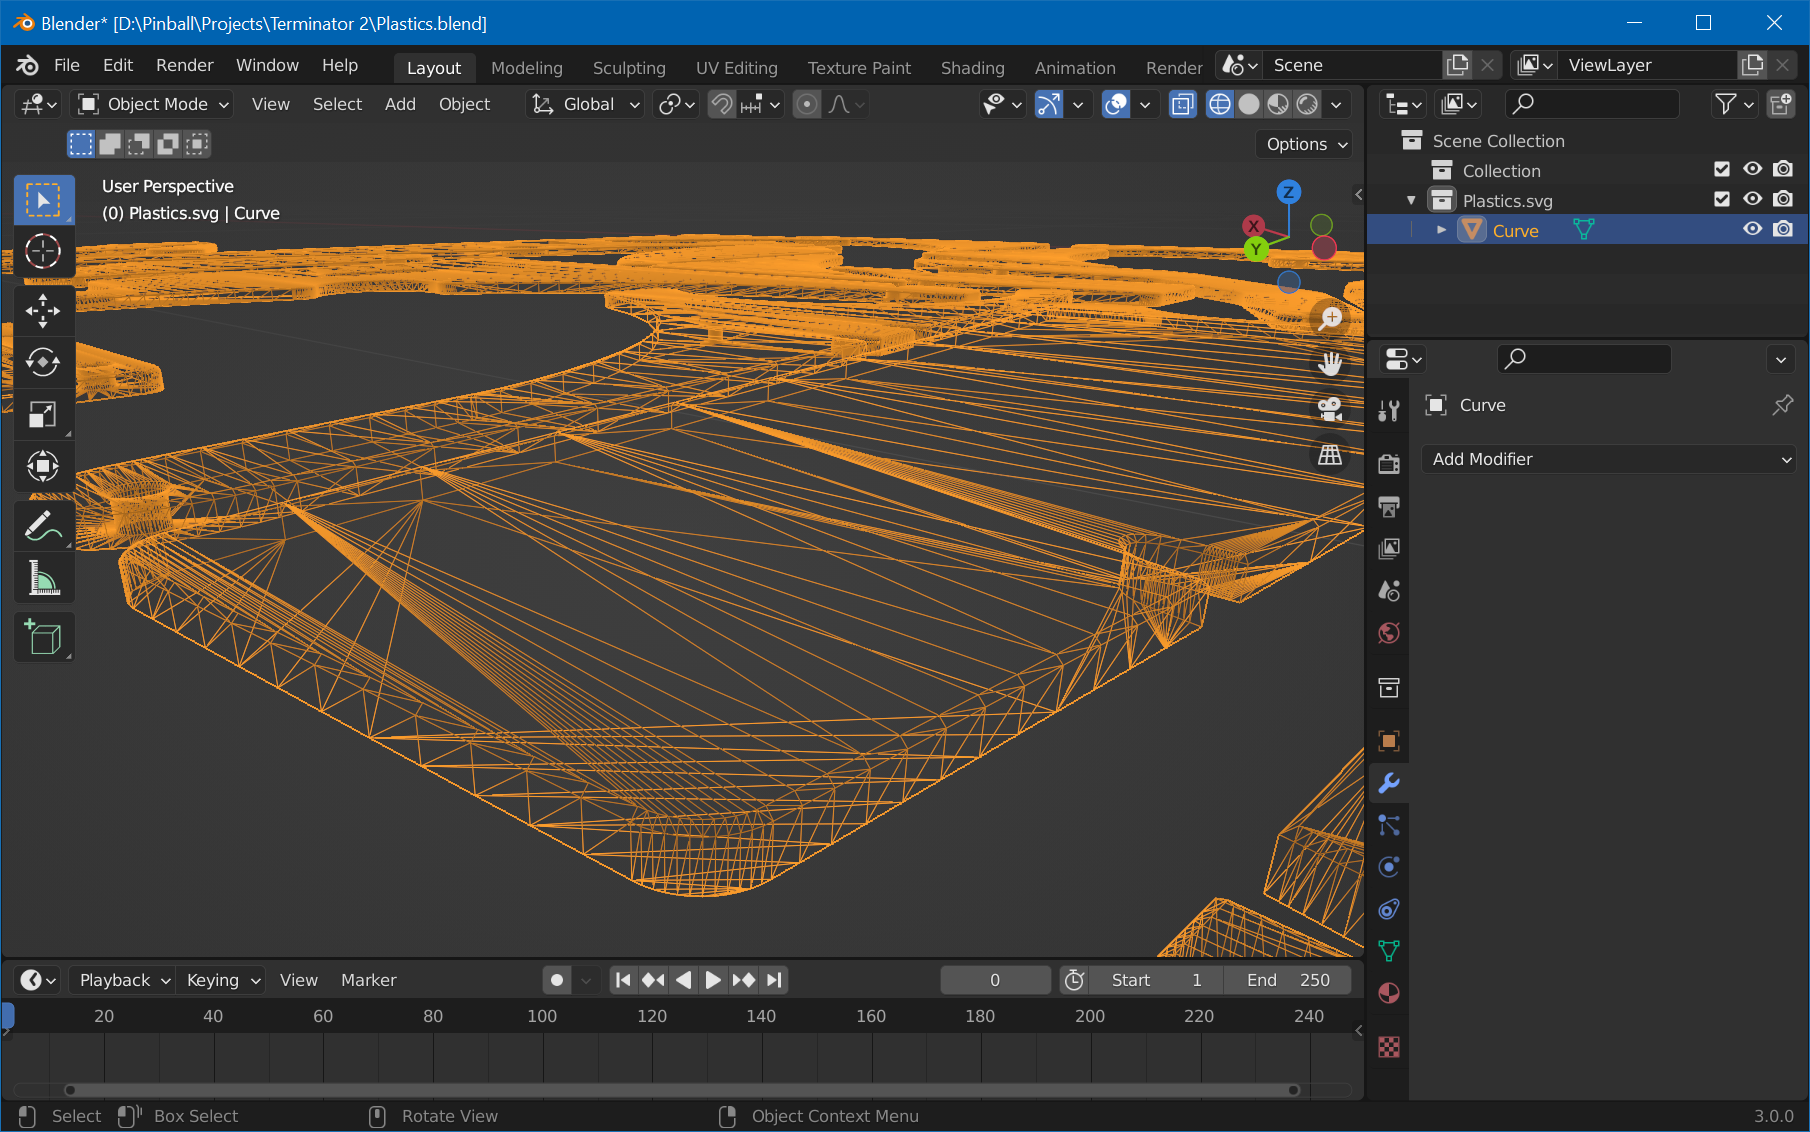 Blender* [D:\Pinball\Projects\Terminator 2\Plastics.blend]
File Edit Render Window Help Layout Modeling Sculpting UV Editing Texture Paint Shading Animation Render Scene ViewLayer
Object Mode View Select Add Object Global
Options
User Perspective
(0) Plastics.svg | Curve
Z
X
Y
Scene Collection
Collection
Plastics.svg
Curve
Curve
Add Modifier
Playback Keying View Marker 0 Start 1 End 250
20 40 60 80 100 120 140 160 180 200 220 240
Select Box Select Rotate View Object Context Menu 3.0.0